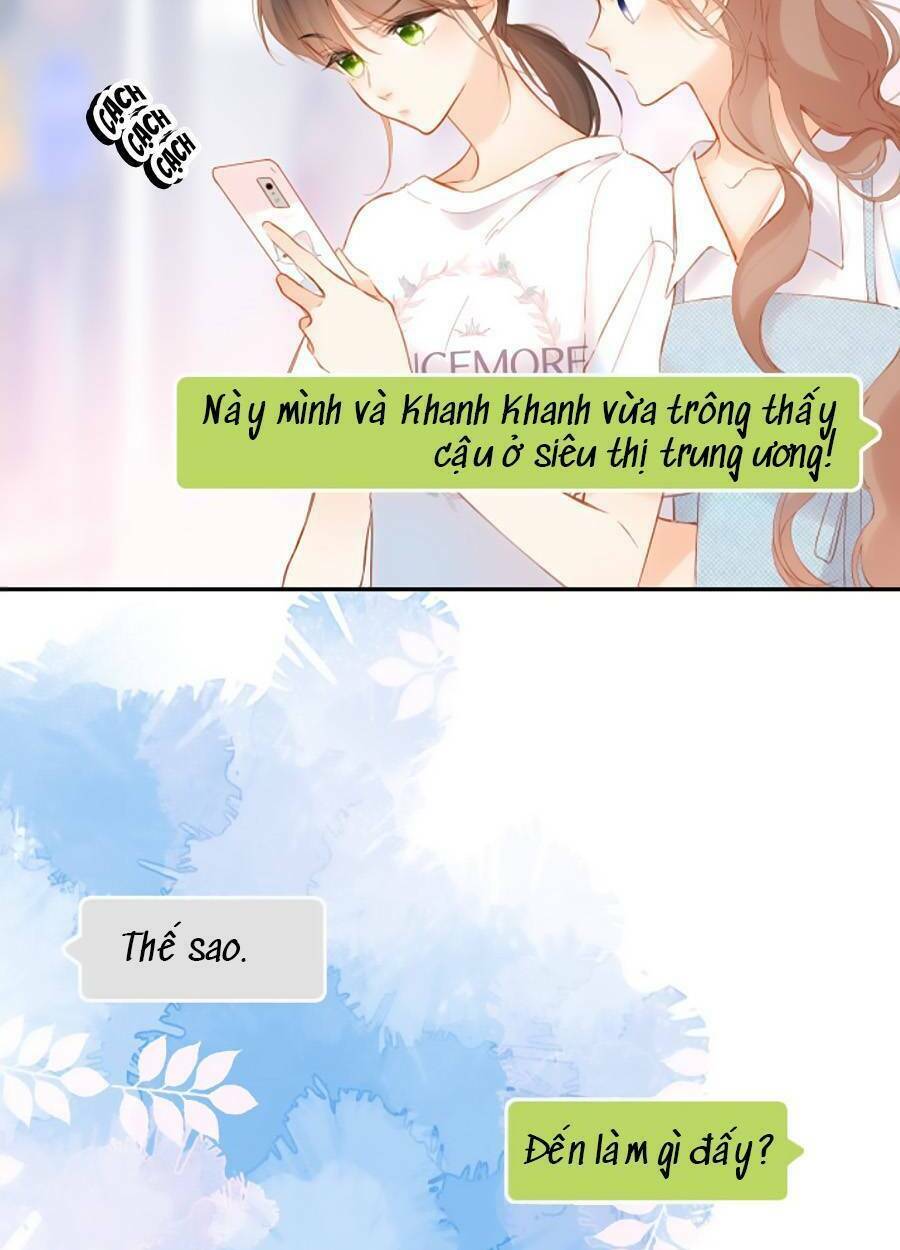 CẠCH
CẠCH
CẠCH
ICEMORE
Này mình và Khanh Khanh vừa trông thấy
cậu ở siêu thị trung ương!
Thế sao.
Đến làm gì đấy?